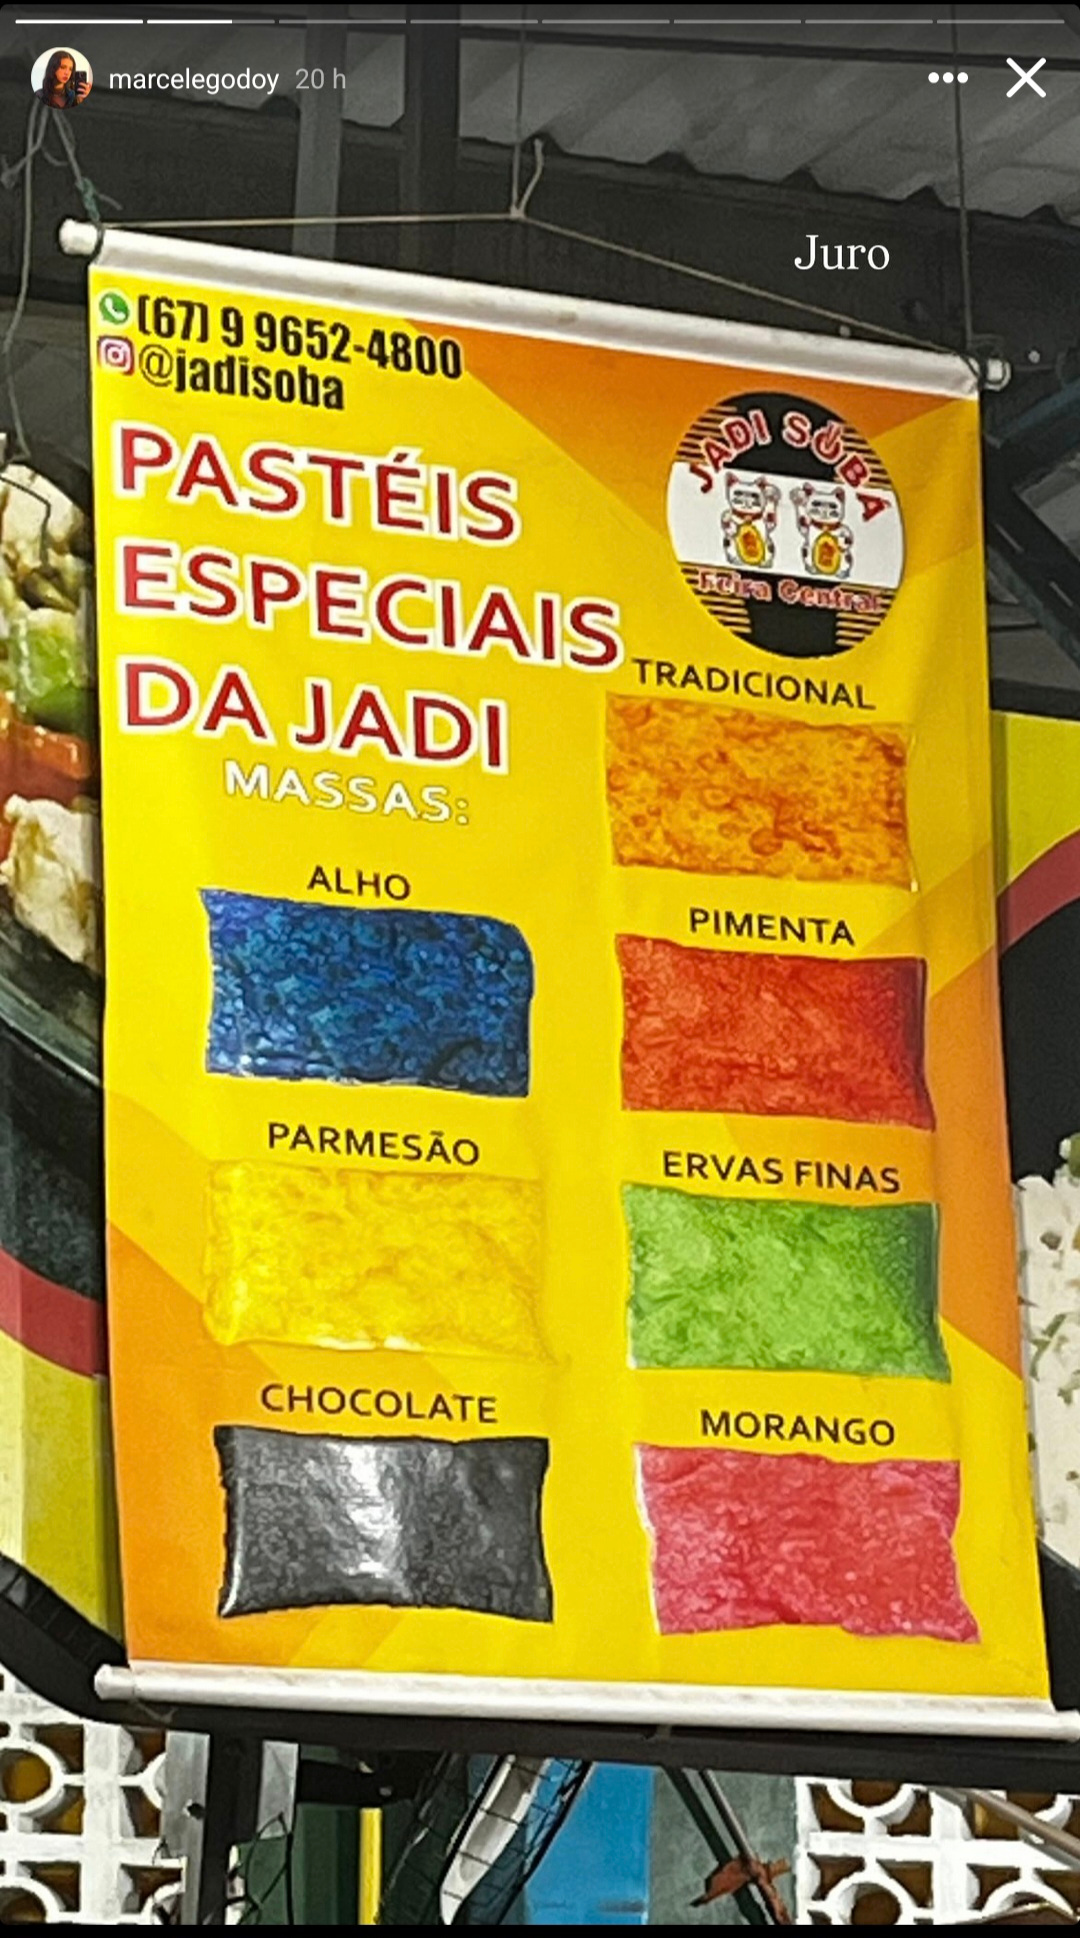 marcelegodoy 20 h
Juro
(67) 9 9652-4800
@jadisoba
PASTÉIS
ESPECIAIS
DA JADI
MASSAS:
JADI SOBÁ
Feira Central
TRADICIONAL
ALHO
PIMENTA
PARMESÃO
ERVAS FINAS
CHOCOLATE
MORANGO